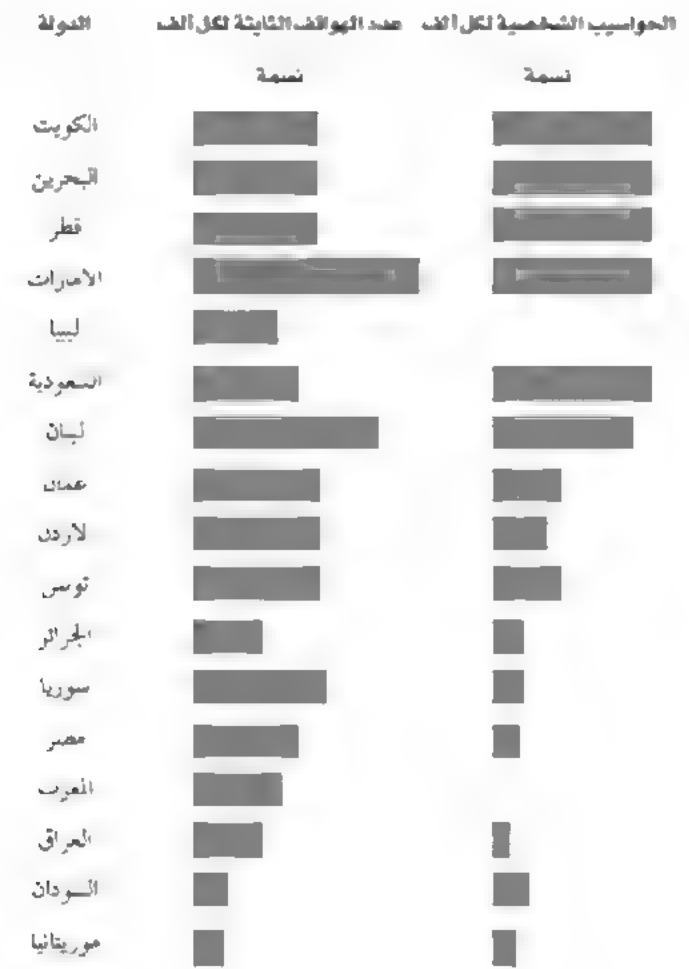 الحواسيب الشخصية لكل ألف نسمة
عدد الهواتف الثابتة لكل ألف نسمة
الدولة
الكويت
البحرين
قطر
الامارات
ليبيا
السعودية
لبنان
عمان
لأردن
تونس
الجزائر
سوريا
مصر
المغرب
العراق
السودان
موريتانيا